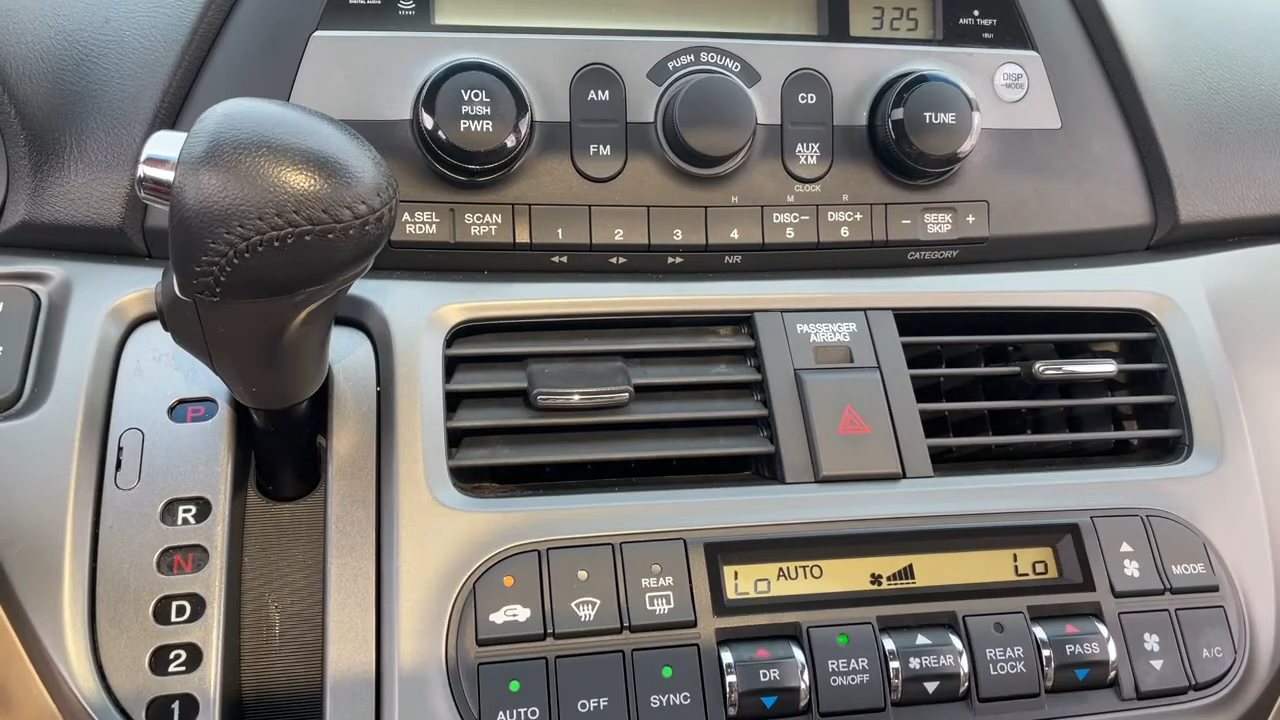 DIGITAL AUDIO
325
ANTI THEFT
VOL
PUSH
PWR
AM
FM
PUSH SOUND
CD
AUX
XM
CLOCK
TUNE
DISP
MODE
H
M
R
A.SEL
RDM
SCAN
RPT
1
2
3
4
DISC−
5
DISC+
6
− SEEK +
SKIP
NR
CATEGORY
PASSENGER
AIRBAG
P
R
N
D
2
1
Lo AUTO Lo
REAR
MODE
AUTO
OFF
SYNC
DR
REAR
ON/OFF
REAR
REAR
LOCK
PASS
A/C